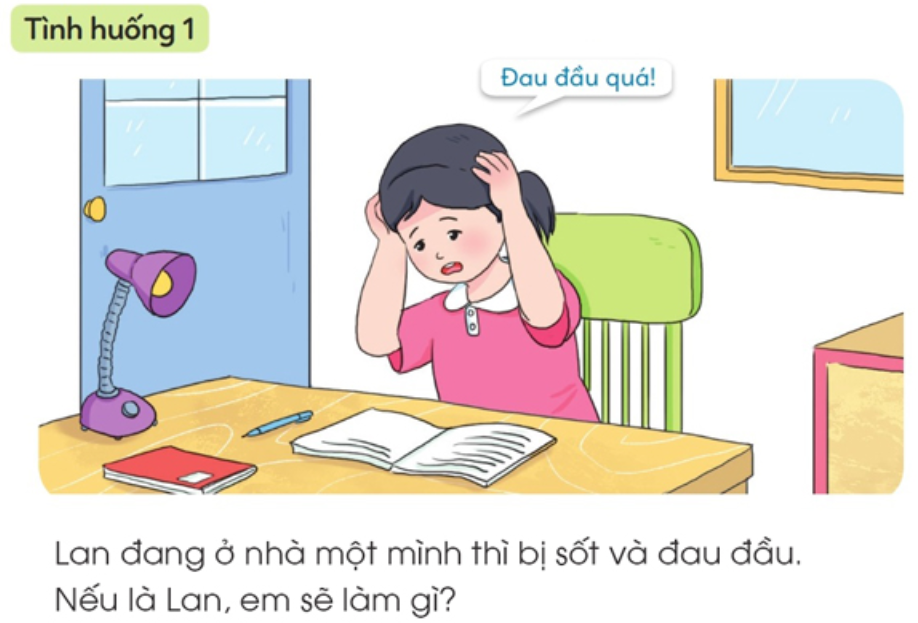 Tình huống 1
Đau đầu quá!
Lan đang ở nhà một mình thì bị sốt và đau đầu.
Nếu là Lan, em sẽ làm gì?